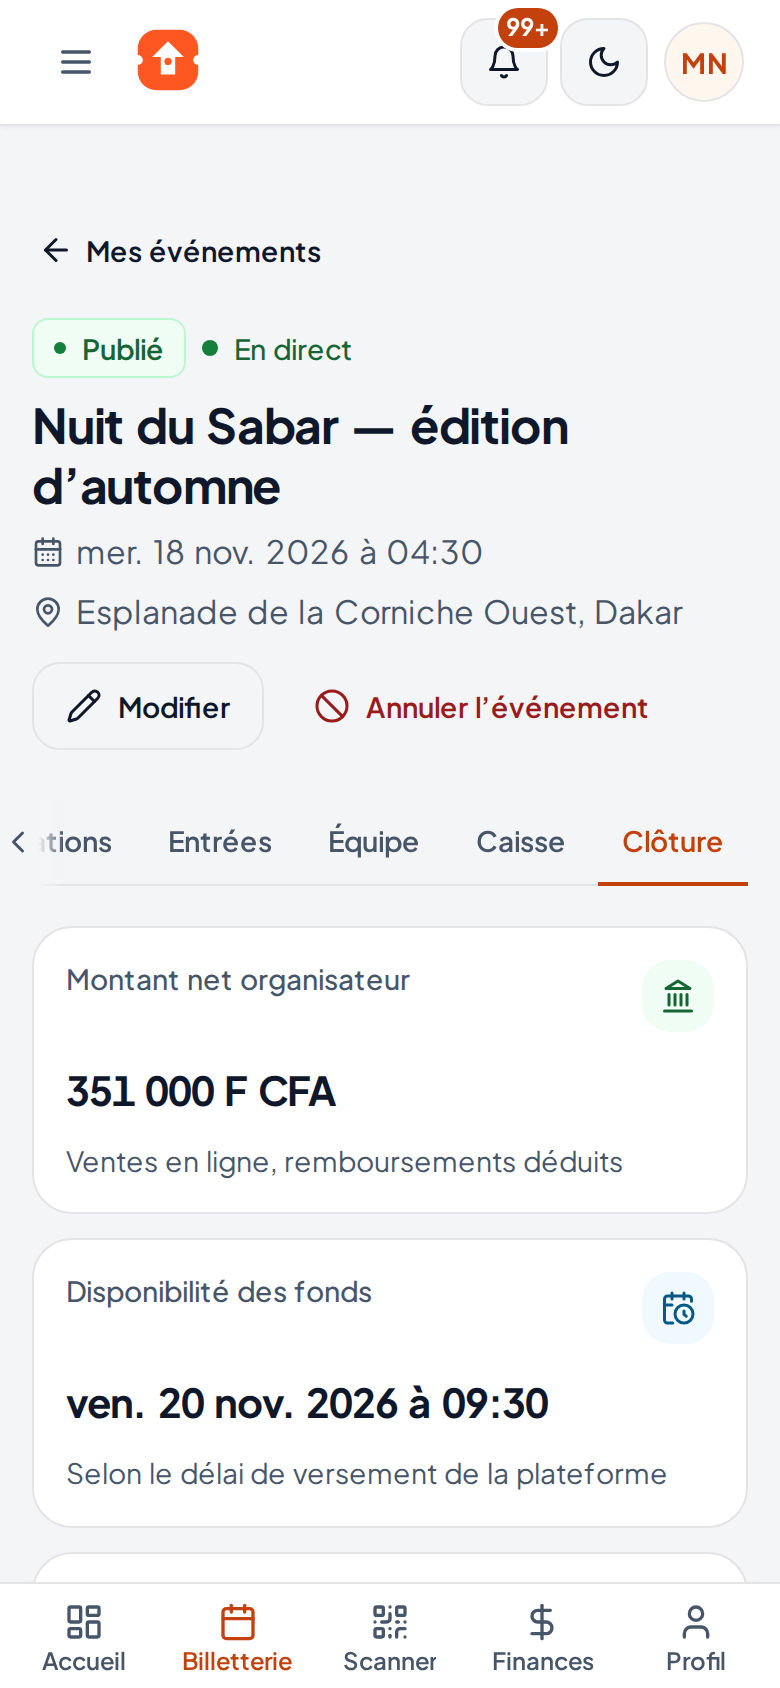 99+
MN
Mes événements
Publié
En direct
Nuit du Sabar — édition
d’automne
mer. 18 nov. 2026 à 04:30
Esplanade de la Corniche Ouest, Dakar
Modifier
Annuler l’événement
ations Entrées Équipe Caisse Clôture
Montant net organisateur
351 000 F CFA
Ventes en ligne, remboursements déduits
Disponibilité des fonds
ven. 20 nov. 2026 à 09:30
Selon le délai de versement de la plateforme
Accueil Billetterie Scanner Finances Profil